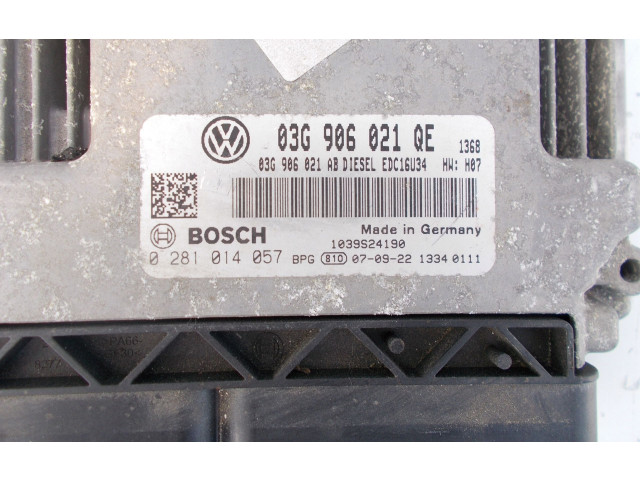 VW 03G 906 021 QE 1368
03G 906 021 AB DIESEL EDC16U34 HW: H07
BOSCH Made in Germany
1039S24190
0 281 014 057 BPG 810 07-09-22 1334 0111